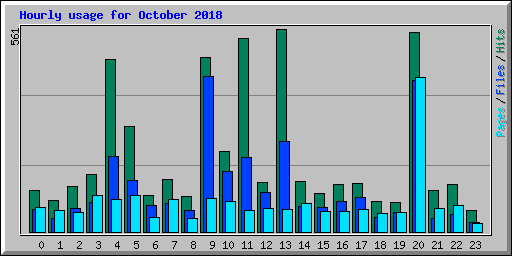 Hourly usage for October 2018
561
Pages/Files/Hits
0 1 2 3 4 5 6 7 8 9 10 11 12 13 14 15 16 17 18 19 20 21 22 23